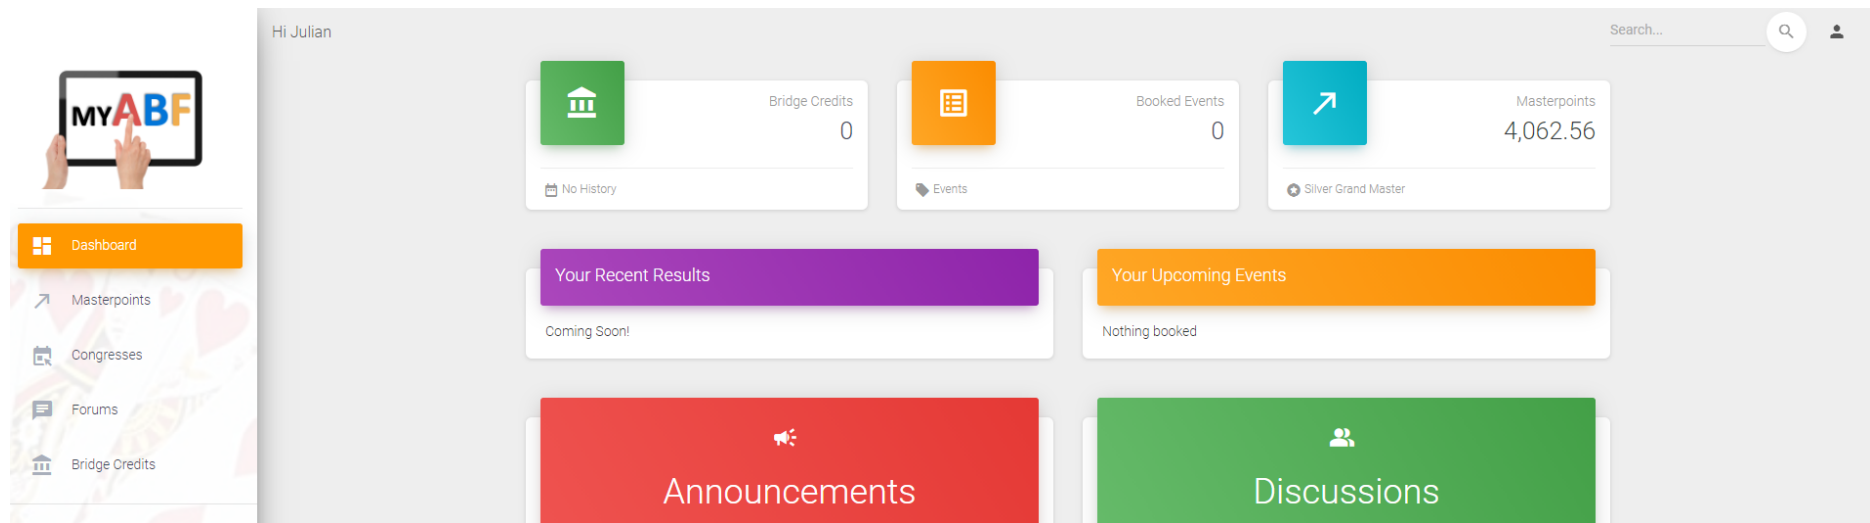 Hi Julian
Search...
MYABF
Dashboard
Masterpoints
Congresses
Forums
Bridge Credits
Bridge Credits
0
No History
Booked Events
0
Events
Masterpoints
4,062.56
Silver Grand Master
Your Recent Results
Coming Soon!
Your Upcoming Events
Nothing booked
Announcements
Discussions